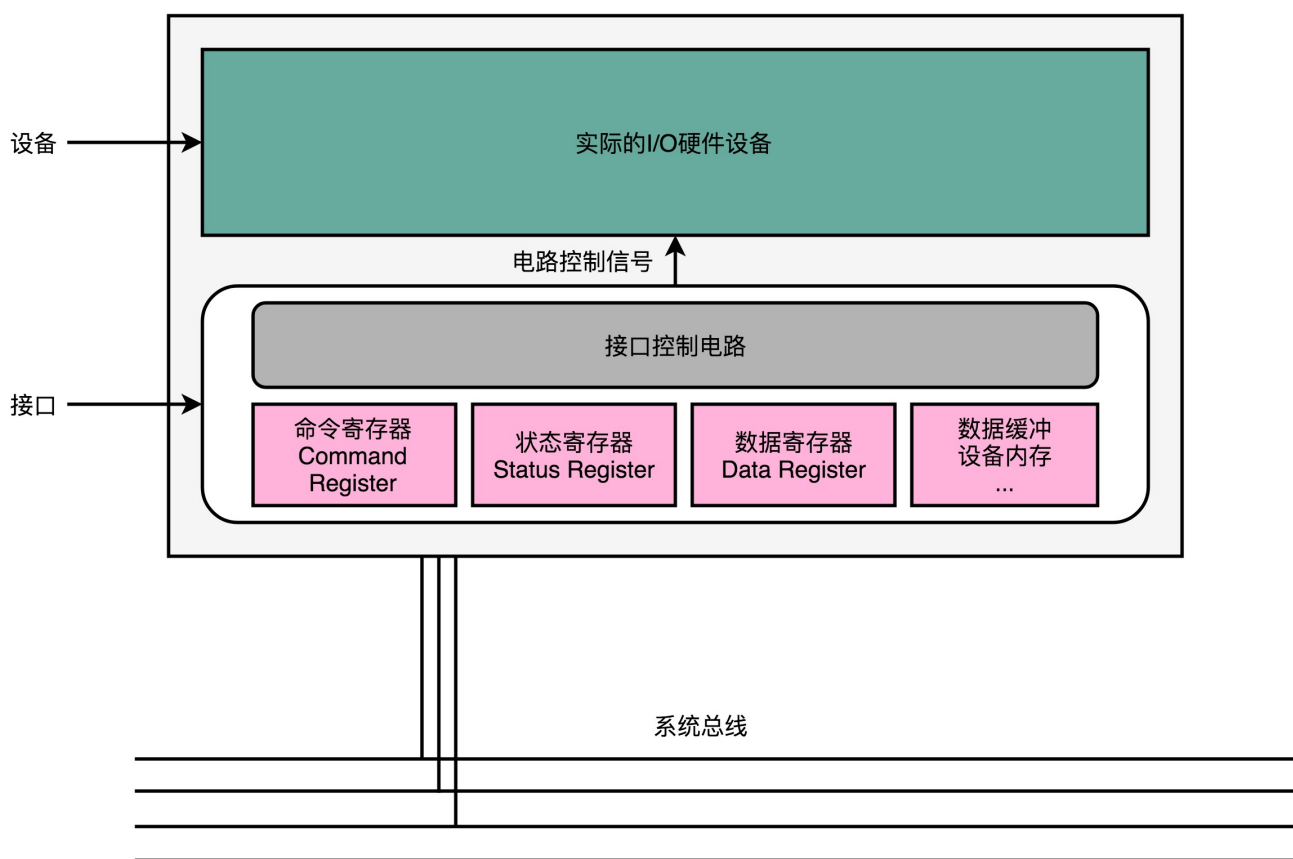 设备
实际的I/O硬件设备
电路控制信号
接口控制电路
接口
命令寄存器
Command
Register
状态寄存器
Status Register
数据寄存器
Data Register
数据缓冲
设备内存
...
系统总线